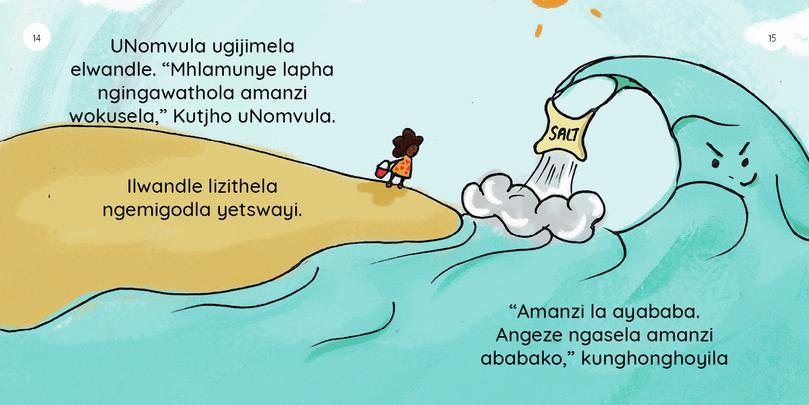 14
UNomvula ugijimela
elwandle. “Mhlamunye lapha
ngingawathola amanzi
wokusela,” Kutjho uNomvula.
Ilwandle lizithela
ngemigodla yetswayi.
15
SALT
“Amanzi la ayababa.
Angeze ngasela amanzi
ababako,” kunghonghoyila